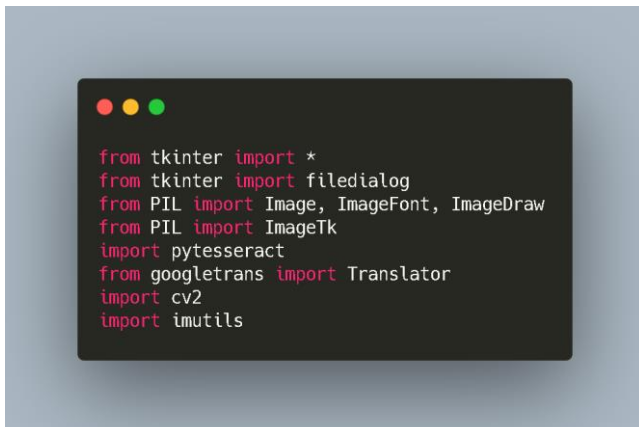 from tkinter import *
from tkinter import filedialog
from PIL import Image, ImageFont, ImageDraw
from PIL import ImageTk
import pytesseract
from googletrans import Translator
import cv2
import imutils